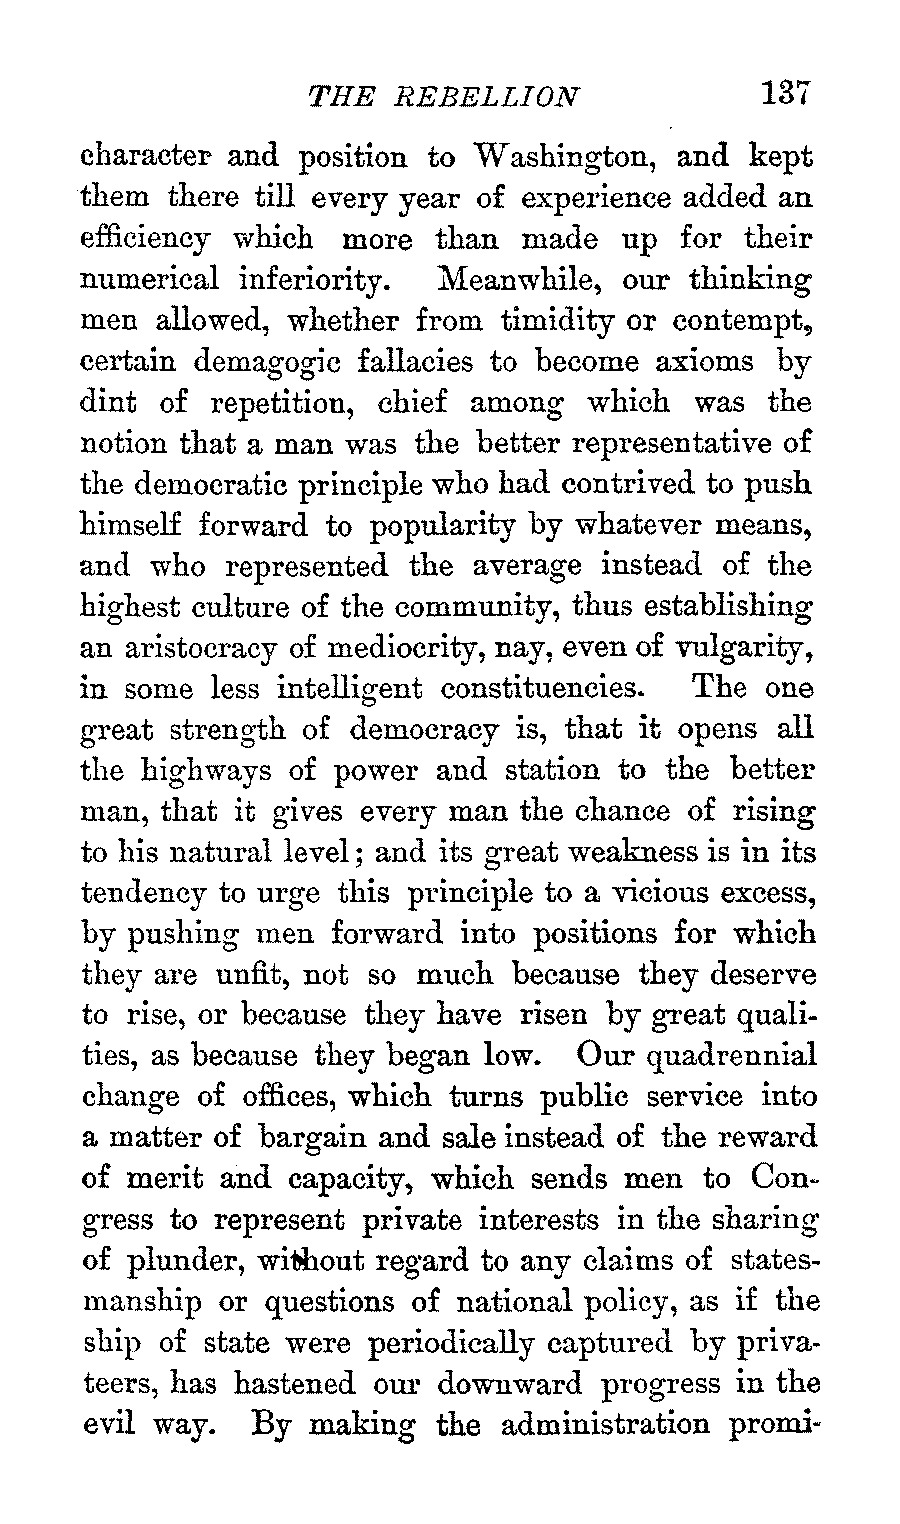 THE REBELLION 137
character and position to Washington, and kept
them there till every year of experience added an
efficiency which more than made up for their
numerical inferiority. Meanwhile, our thinking
men allowed, whether from timidity or contempt,
certain demagogic fallacies to become axioms by
dint of repetition, chief among which was the
notion that a man was the better representative of
the democratic principle who had contrived to push
himself forward to popularity by whatever means,
and who represented the average instead of the
highest culture of the community, thus establishing
an aristocracy of mediocrity, nay, even of vulgarity,
in some less intelligent constituencies. The one
great strength of democracy is, that it opens all
the highways of power and station to the better
man, that it gives every man the chance of rising
to his natural level; and its great weakness is in its
tendency to urge this principle to a vicious excess,
by pushing men forward into positions for which
they are unfit, not so much because they deserve
to rise, or because they have risen by great quali-
ties, as because they began low. Our quadrennial
change of offices, which turns public service into
a matter of bargain and sale instead of the reward
of merit and capacity, which sends men to Con-
gress to represent private interests in the sharing
of plunder, without regard to any claims of states-
manship or questions of national policy, as if the
ship of state were periodically captured by priva-
teers, has hastened our downward progress in the
evil way. By making the administration promi-